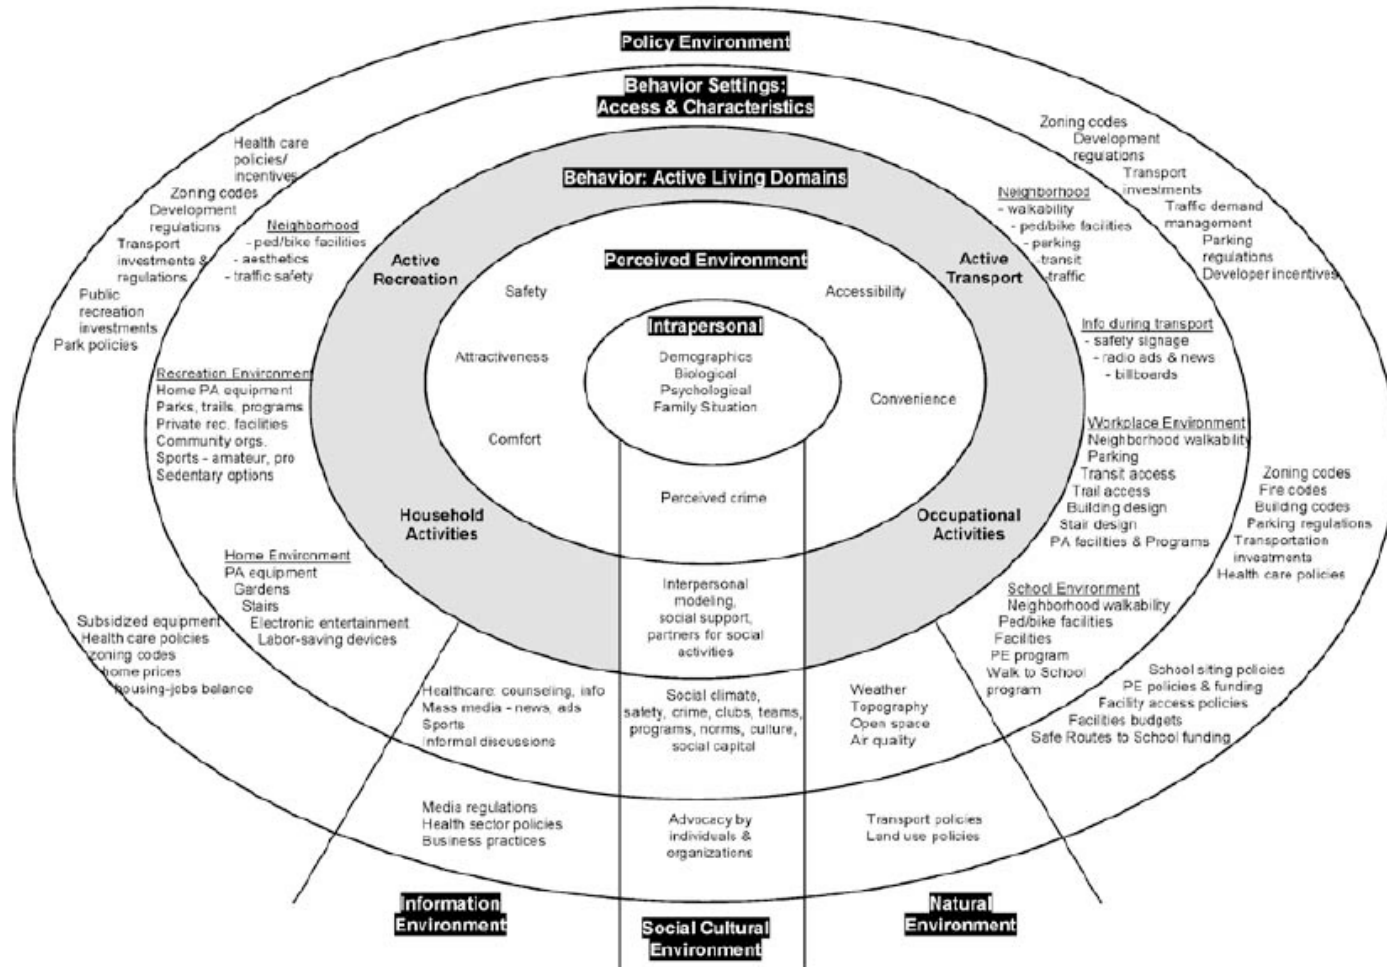 Policy Environment
Behavior Settings:
Access & Characteristics
Behavior: Active Living Domains
Perceived Environment
Intrapersonal
Demographics
Biological
Psychological
Family Situation
Safety
Accessibility
Attractiveness
Convenience
Comfort
Perceived crime
Active
Recreation
Active
Transport
Household
Activities
Occupational
Activities
Interpersonal
modeling,
social support,
partners for social
activities
Health care
policies/
incentives
Zoning codes
Development
regulations
Transport
investments &
regulations
Public
recreation
investments
Park policies
Neighborhood
- ped/bike facilities
- aesthetics
- traffic safety
Recreation Environment
Home PA equipment
Parks, trails, programs
Private rec. facilities
Community orgs.
Sports - amateur, pro
Sedentary options
Home Environment
PA equipment
Gardens
Stairs
Electronic entertainment
Labor-saving devices
Subsidized equipment
Health care policies
Zoning codes
home prices
housing-jobs balance
Zoning codes
Development
regulations
Transport
investments
Traffic demand
management
Parking
regulations
Developer incentives
Neighborhood
- walkability
- ped/bike facilities
- parking
-transit
-traffic
Info during transport
- safety signage
- radio ads & news
- billboards
Workplace Environment
Neighborhood walkability
Parking
Transit access
Trail access
Building design
Stair design
PA facilities & Programs
Zoning codes
Fire codes
Building codes
Parking regulations
Transportation
investments
Health care policies
School Environment
Neighborhood walkability
Ped/bike facilities
Facilities
PE program
Walk to School
program
School siting policies
PE policies & funding
Facility access policies
Facilities budgets
Safe Routes to School funding
Healthcare: counseling, info
Mass media - news, ads
Sports
Informal discussions
Social climate,
safety, crime, clubs, teams,
programs, norms, culture,
social capital
Weather
Topography
Open space
Air quality
Media regulations
Health sector policies
Business practices
Advocacy by
individuals &
organizations
Transport policies
Land use policies
Information
Environment
Social Cultural
Environment
Natural
Environment